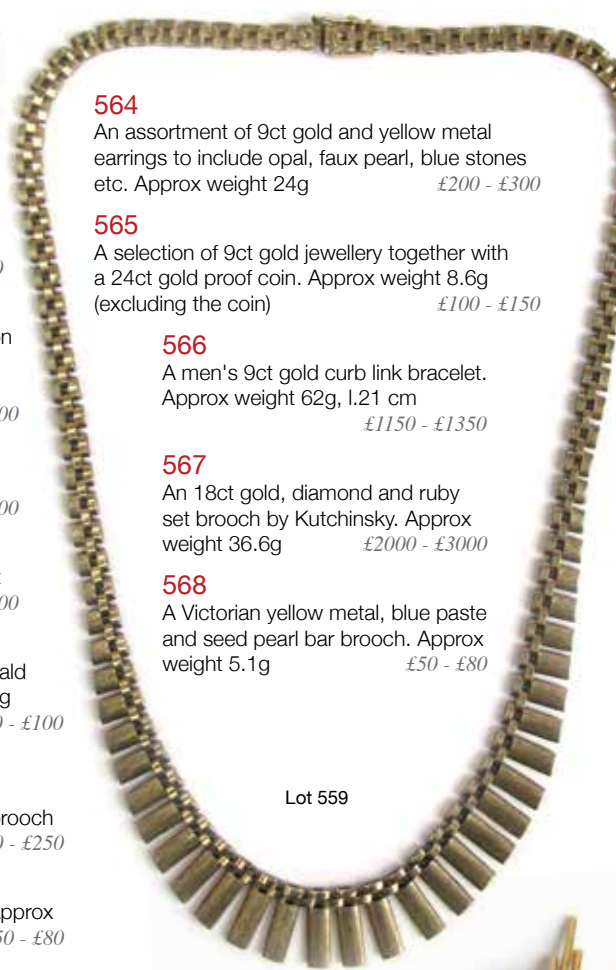 564
An assortment of 9ct gold and yellow metal
earrings to include opal, faux pearl, blue stones
etc. Approx weight 24g £200 - £300
565
A selection of 9ct gold jewellery together with
a 24ct gold proof coin. Approx weight 8.6g
(excluding the coin) £100 - £150
566
A men's 9ct gold curb link bracelet.
Approx weight 62g, l.21 cm
£1150 - £1350
567
An 18ct gold, diamond and ruby
set brooch by Kutchinsky. Approx
weight 36.6g £2000 - £3000
568
A Victorian yellow metal, blue paste
and seed pearl bar brooch. Approx
weight 5.1g £50 - £80
Lot 559
- £100
brooch
- £250
- £80